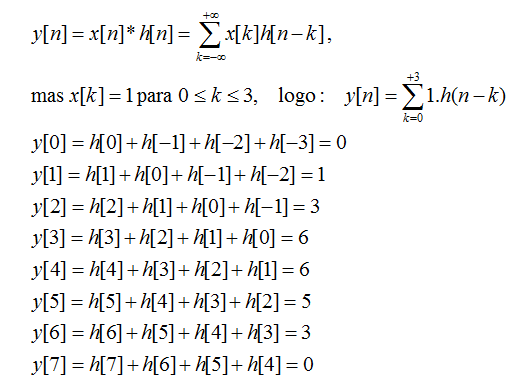 y[n] = x[n]* h[n] = ∑_{k=−∞}^{+∞} x[k]h[n−k],
mas x[k] = 1 para 0 ≤ k ≤ 3, logo: y[n] = ∑_{k=0}^{+3} 1.h(n−k)
y[0] = h[0] + h[−1] + h[−2] + h[−3] = 0
y[1] = h[1] + h[0] + h[−1] + h[−2] = 1
y[2] = h[2] + h[1] + h[0] + h[−1] = 3
y[3] = h[3] + h[2] + h[1] + h[0] = 6
y[4] = h[4] + h[3] + h[2] + h[1] = 6
y[5] = h[5] + h[4] + h[3] + h[2] = 5
y[6] = h[6] + h[5] + h[4] + h[3] = 3
y[7] = h[7] + h[6] + h[5] + h[4] = 0